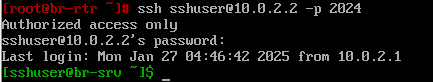 [root@br-rtr ~]# ssh sshuser@10.0.2.2 -p 2024
Authorized access only
sshuser@10.0.2.2's password:
Last login: Mon Jan 27 04:46:42 2025 from 10.0.2.1
[sshuser@br-srv ~]$